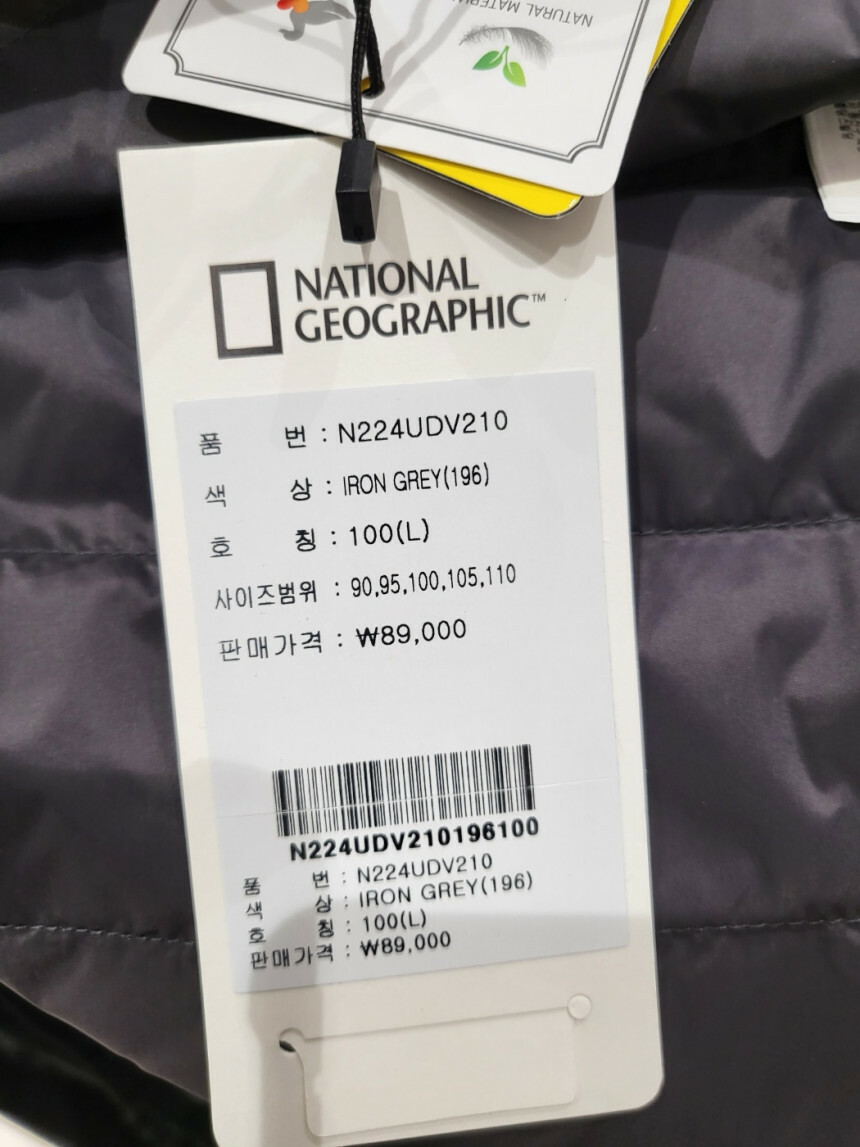 NATURAL MATERIAL
NATIONAL
GEOGRAPHIC™
품 번 : N224UDV210
색 상 : IRON GREY(196)
호 칭 : 100(L)
사이즈범위 : 90,95,100,105,110
판매가격 : ₩89,000
N224UDV210196100
품 번 : N224UDV210
색 상 : IRON GREY(196)
호 칭 : 100(L)
판매가격 : ₩89,000